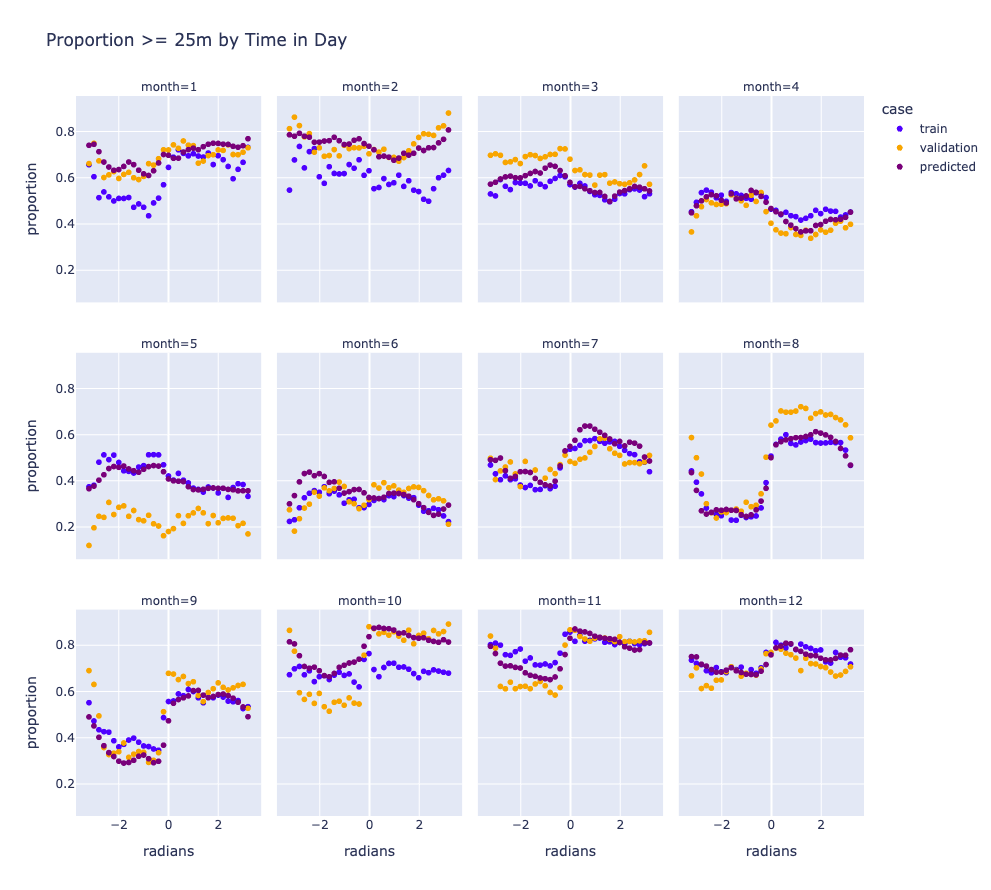 Proportion >= 25m by Time in Day
month=1
month=2
month=3
month=4
case
train
validation
predicted
0.8
0.6
0.4
0.2
proportion
month=5
month=6
month=7
month=8
0.8
0.6
0.4
0.2
proportion
month=9
month=10
month=11
month=12
0.8
0.6
0.4
0.2
proportion
−2 0 2 −2 0 2 −2 0 2 −2 0 2
radians radians radians radians